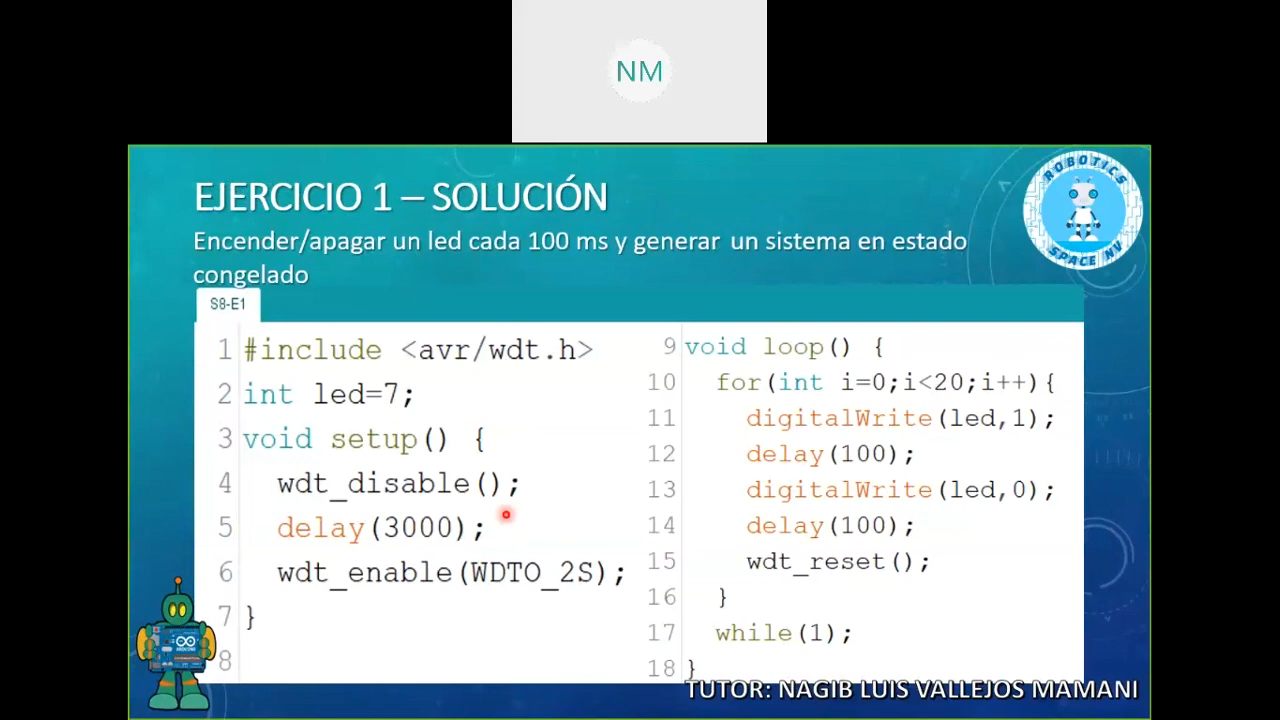 NM
EJERCICIO 1 – SOLUCIÓN
Encender/apagar un led cada 100 ms y generar un sistema en estado
congelado
ROBOTICS
SPACE NV
S8-E1
1 #include <avr/wdt.h>
2 int led=7;
3 void setup() {
4 wdt_disable();
5 delay(3000);
6 wdt_enable(WDTO_2S);
7 }
8
9 void loop() {
10 for(int i=0;i<20;i++){
11 digitalWrite(led,1);
12 delay(100);
13 digitalWrite(led,0);
14 delay(100);
15 wdt_reset();
16 }
17 while(1);
18 }
TUTOR: NAGIB LUIS VALLEJOS MAMANI